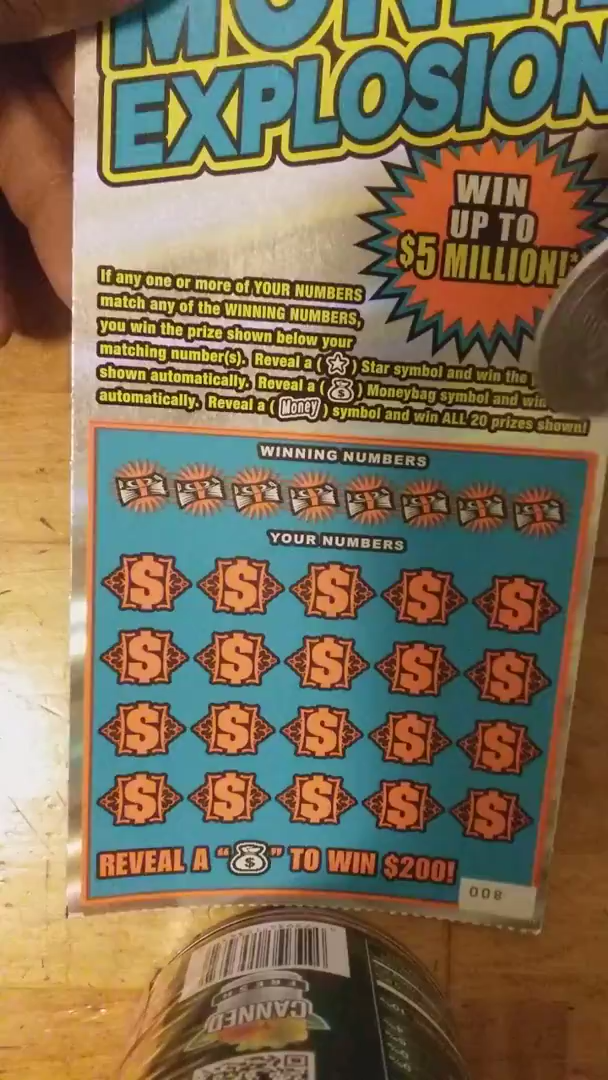 MONEY
EXPLOSION
WIN
UP TO
$5 MILLION!*
If any one or more of YOUR NUMBERS
match any of the WINNING NUMBERS,
you win the prize shown below your
matching number(s). Reveal a ( ) Star symbol and win the
shown automatically. Reveal a ( $ ) Moneybag symbol and win
automatically. Reveal a (Money) symbol and win ALL 20 prizes shown!
WINNING NUMBERS
YOUR NUMBERS
$ $ $ $ $
$ $ $ $ $
$ $ $ $ $
$ $ $ $ $
REVEAL A “$” TO WIN $200!
008
FRESH
CANNED